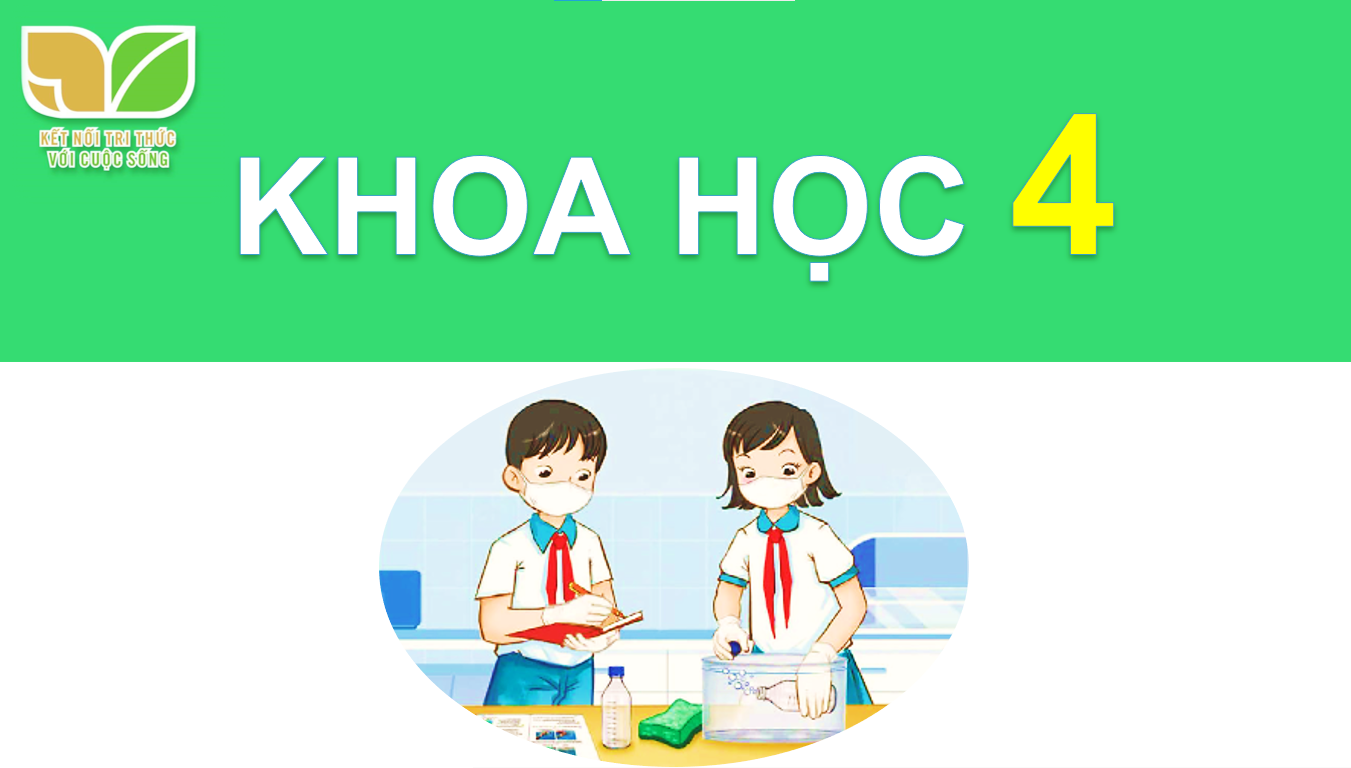 KẾT NỐI TRI THỨC
VỚI CUỘC SỐNG
KHOA HỌC 4